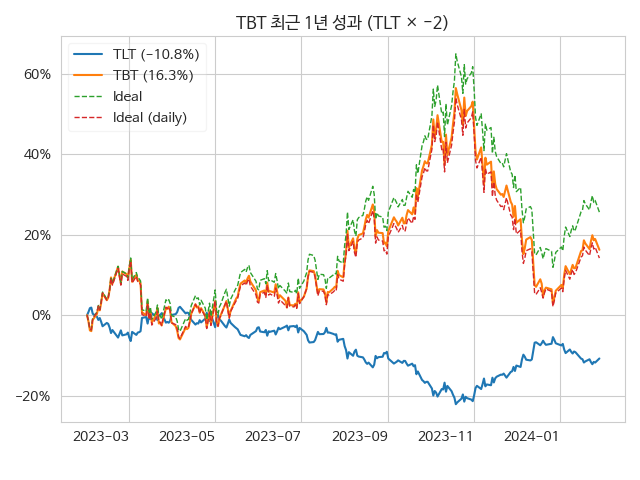 TBT 최근 1년 성과 (TLT × −2)
TLT (−10.8%)
TBT (16.3%)
Ideal
Ideal (daily)
60%
40%
20%
0%
−20%
2023−03
2023−05
2023−07
2023−09
2023−11
2024−01